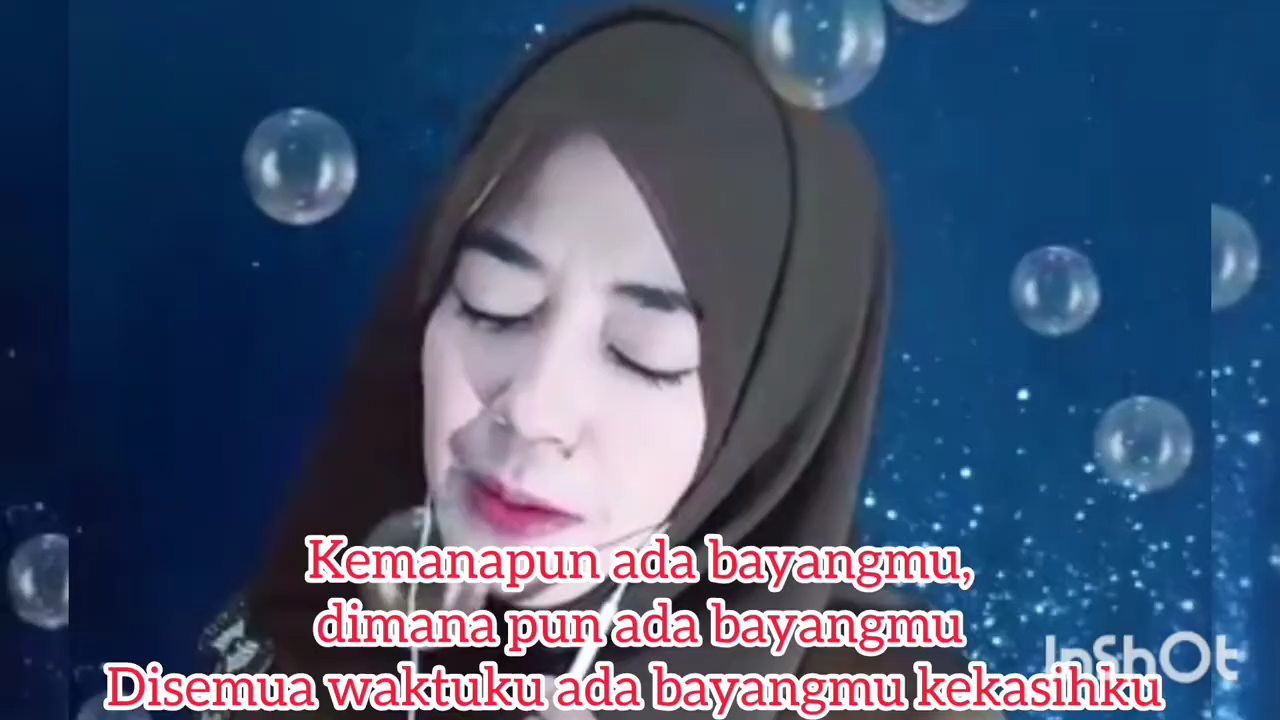 Kemanapun ada bayangmu,
dimana pun ada bayangmu
Disemua waktuku ada bayangmu kekasihku
InShOt